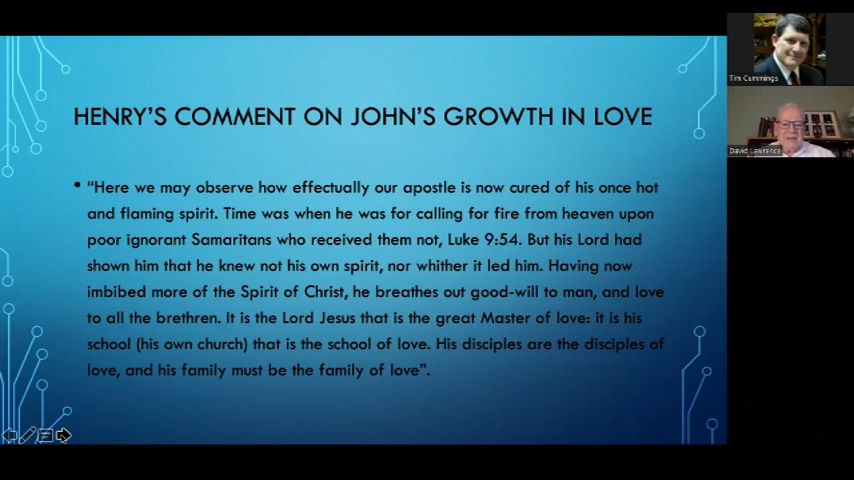 HENRY'S COMMENT ON JOHN'S GROWTH IN LOVE
• "Here we may observe how effectually our apostle is now cured of his once hot
and flaming spirit. Time was when he was for calling for fire from heaven upon
poor ignorant Samaritans who received them not, Luke 9:54. But his Lord had
shown him that he knew not his own spirit, nor whither it led him. Having now
imbibed more of the Spirit of Christ, he breathes out good-will to man, and love
to all the brethren. It is the Lord Jesus that is the great Master of love: it is his
school (his own church) that is the school of love. His disciples are the disciples of
love, and his family must be the family of love".
Tim Cummings
David Lawrence